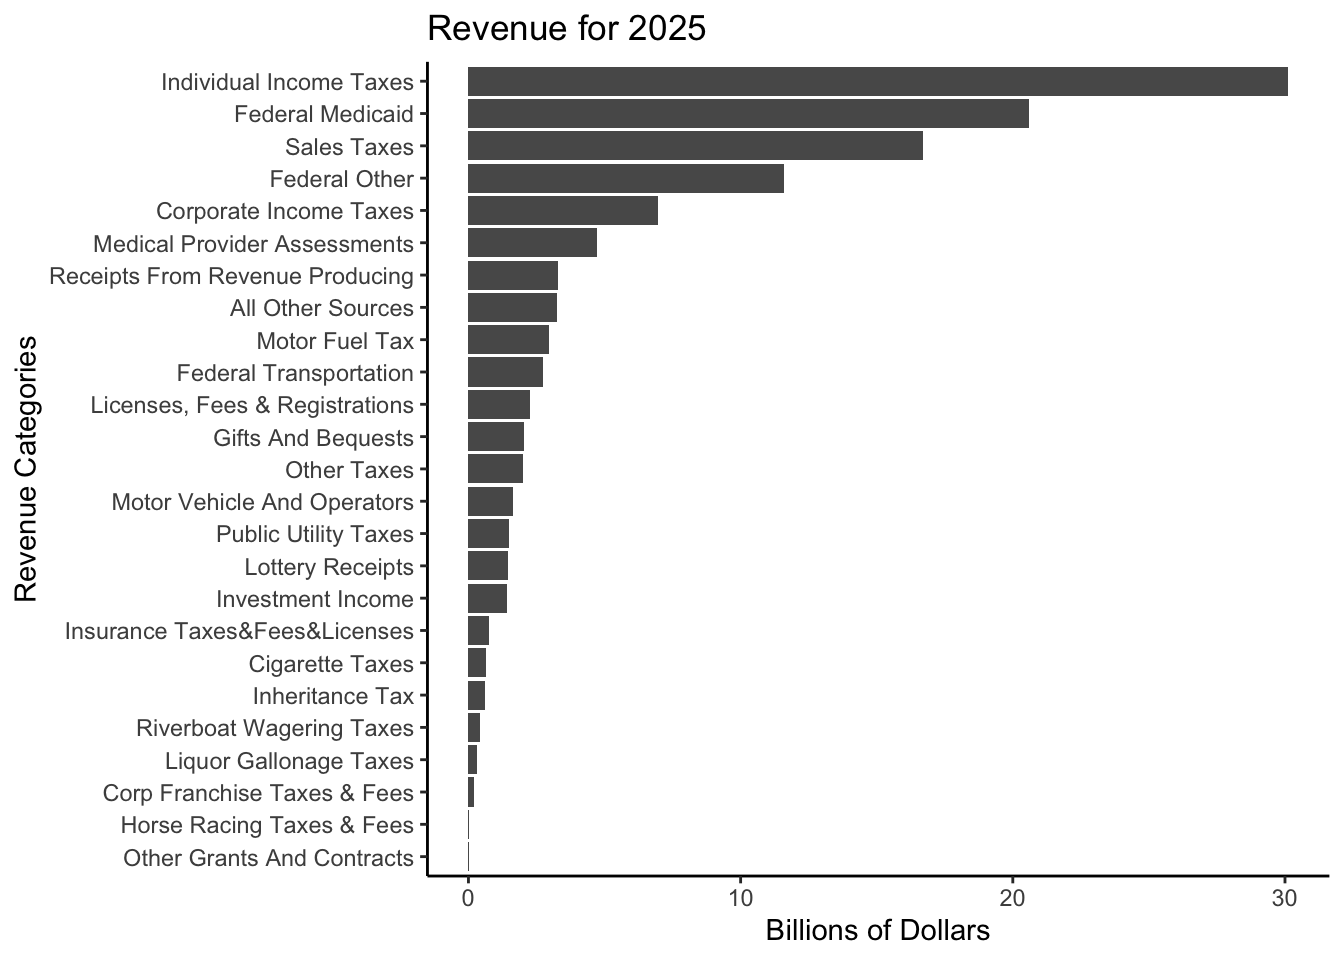 Revenue for 2025
Revenue Categories
Individual Income Taxes
Federal Medicaid
Sales Taxes
Federal Other
Corporate Income Taxes
Medical Provider Assessments
Receipts From Revenue Producing
All Other Sources
Motor Fuel Tax
Federal Transportation
Licenses, Fees & Registrations
Gifts And Bequests
Other Taxes
Motor Vehicle And Operators
Public Utility Taxes
Lottery Receipts
Investment Income
Insurance Taxes&Fees&Licenses
Cigarette Taxes
Inheritance Tax
Riverboat Wagering Taxes
Liquor Gallonage Taxes
Corp Franchise Taxes & Fees
Horse Racing Taxes & Fees
Other Grants And Contracts
0 10 20 30
Billions of Dollars